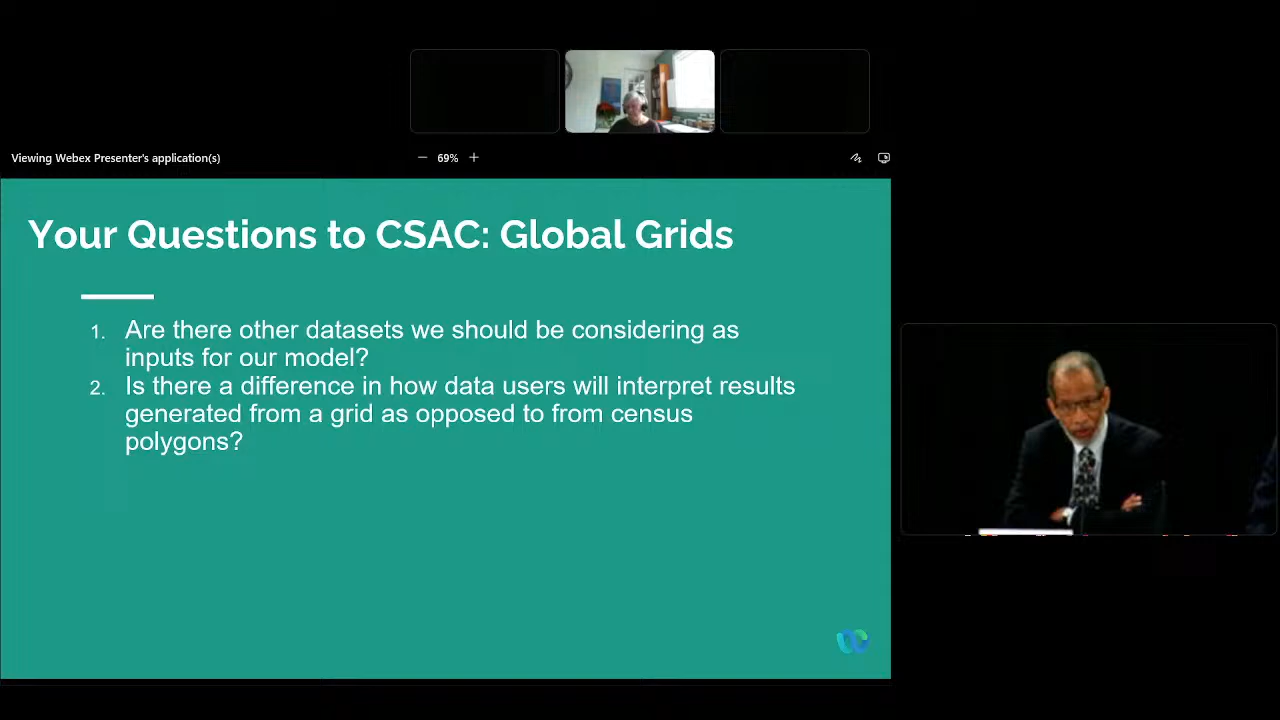 Viewing Webex Presenter's application(s)
69%
Your Questions to CSAC: Global Grids
1. Are there other datasets we should be considering as
inputs for our model?
2. Is there a difference in how data users will interpret results
generated from a grid as opposed to from census
polygons?